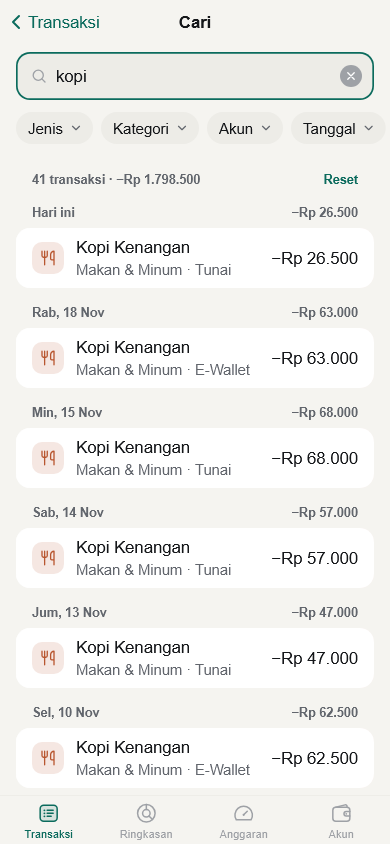 Transaksi
Cari
kopi
Jenis
Kategori
Akun
Tanggal
41 transaksi · −Rp 1.798.500
Reset
Hari ini
−Rp 26.500
Kopi Kenangan
Makan & Minum · Tunai
−Rp 26.500
Rab, 18 Nov
−Rp 63.000
Kopi Kenangan
Makan & Minum · E-Wallet
−Rp 63.000
Min, 15 Nov
−Rp 68.000
Kopi Kenangan
Makan & Minum · Tunai
−Rp 68.000
Sab, 14 Nov
−Rp 57.000
Kopi Kenangan
Makan & Minum · Tunai
−Rp 57.000
Jum, 13 Nov
−Rp 47.000
Kopi Kenangan
Makan & Minum · Tunai
−Rp 47.000
Sel, 10 Nov
−Rp 62.500
Kopi Kenangan
Makan & Minum · E-Wallet
−Rp 62.500
Transaksi
Ringkasan
Anggaran
Akun